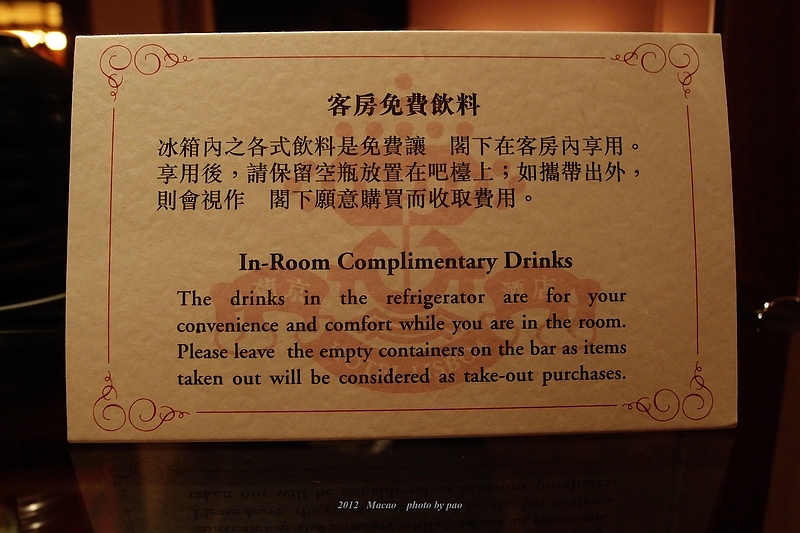 客房免費飲料
冰箱內之各式飲料是免費讓　閣下在客房內享用。
享用後，請保留空瓶放置在吧檯上；如攜帶出外，
則會視作　閣下願意購買而收取費用。
In-Room Complimentary Drinks
The drinks in the refrigerator are for your
convenience and comfort while you are in the room.
Please leave the empty containers on the bar as items
taken out will be considered as take-out purchases.
2012 Macao photo by pao